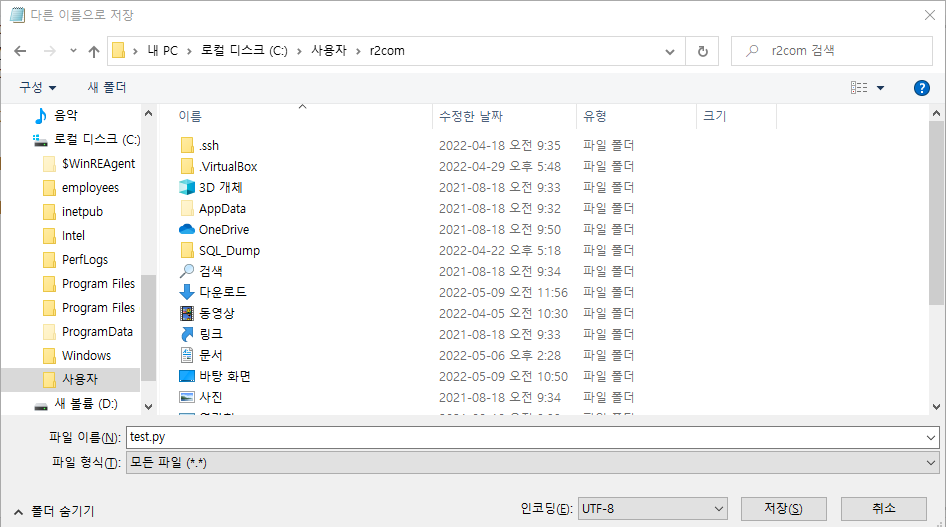 다른 이름으로 저장
내 PC > 로컬 디스크 (C:) > 사용자 > r2com
r2com 검색
구성
새 폴더
?
음악
로컬 디스크 (C:)
$WinREAgent
employees
inetpub
Intel
PerfLogs
Program Files
Program Files
ProgramData
Windows
사용자
새 볼륨 (D:)
이름 수정한 날짜 유형 크기
.ssh 2022-04-18 오전 9:35 파일 폴더
.VirtualBox 2022-04-29 오후 5:48 파일 폴더
3D 개체 2021-08-18 오전 9:33 파일 폴더
AppData 2021-08-18 오전 9:32 파일 폴더
OneDrive 2021-08-18 오전 9:50 파일 폴더
SQL_Dump 2022-04-22 오후 5:18 파일 폴더
검색 2021-08-18 오전 9:34 파일 폴더
다운로드 2022-05-09 오전 11:56 파일 폴더
동영상 2022-04-05 오전 10:30 파일 폴더
링크 2021-08-18 오전 9:33 파일 폴더
문서 2022-05-06 오후 2:28 파일 폴더
바탕 화면 2022-05-09 오전 10:50 파일 폴더
사진 2021-08-18 오전 9:34 파일 폴더
파일 이름(N): test.py
파일 형식(T): 모든 파일 (*.*)
폴더 숨기기
인코딩(E): UTF-8
저장(S)
취소